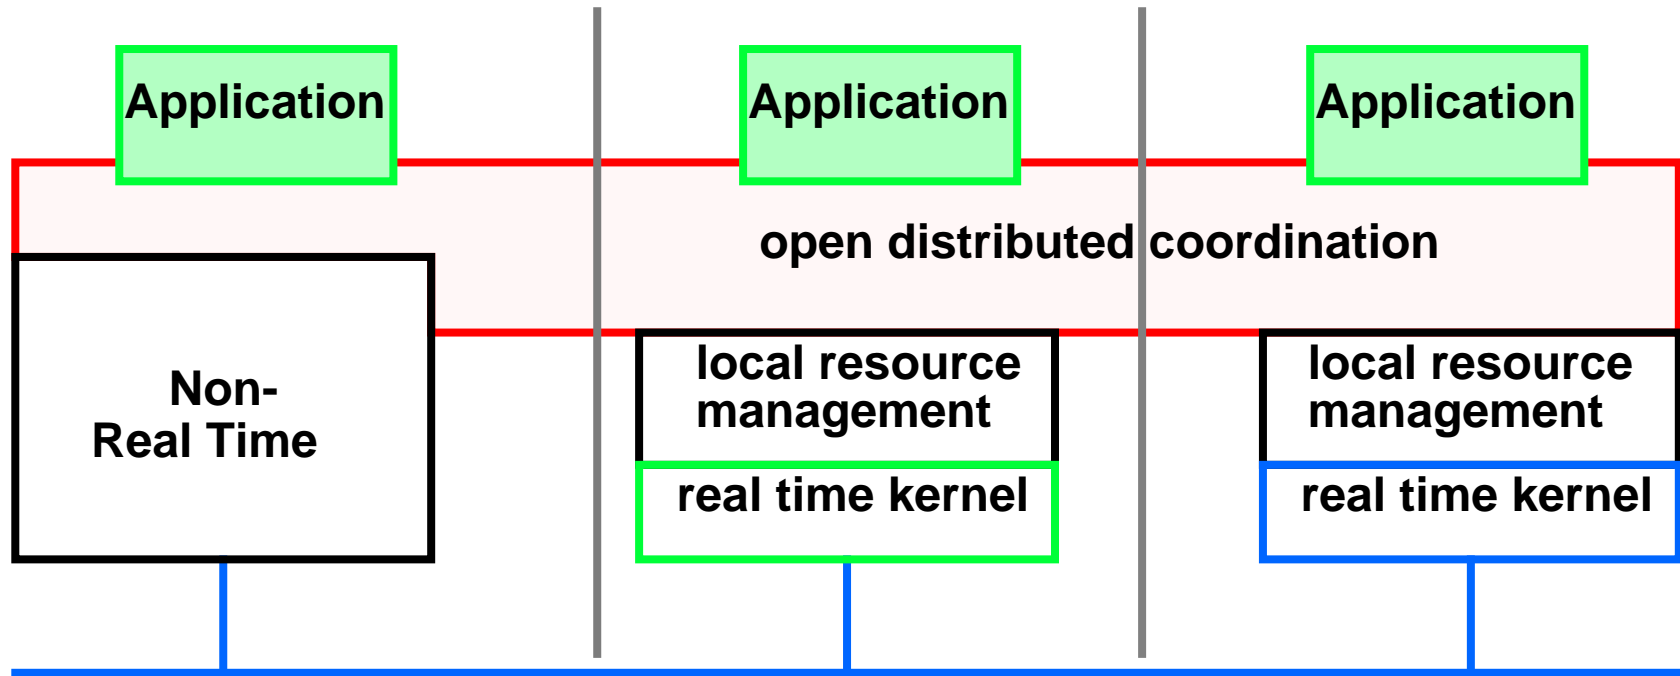 Application
Application
Application
open distributed coordination
Non-
Real Time
local resource
management
real time kernel
local resource
management
real time kernel